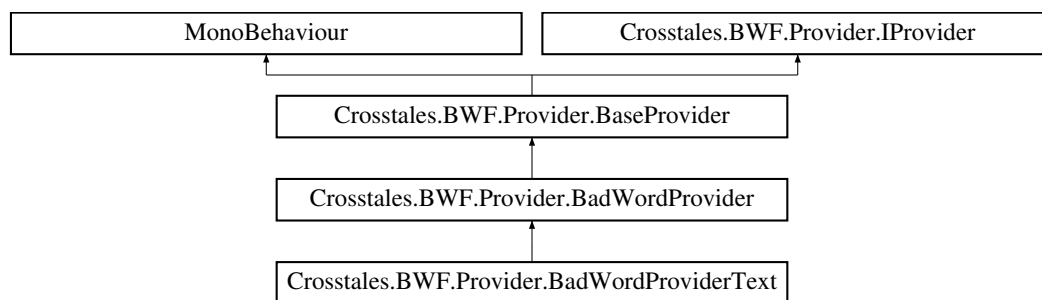 MonoBehaviour
Crosstales.BWF.Provider.IProvider
Crosstales.BWF.Provider.BaseProvider
Crosstales.BWF.Provider.BadWordProvider
Crosstales.BWF.Provider.BadWordProviderText